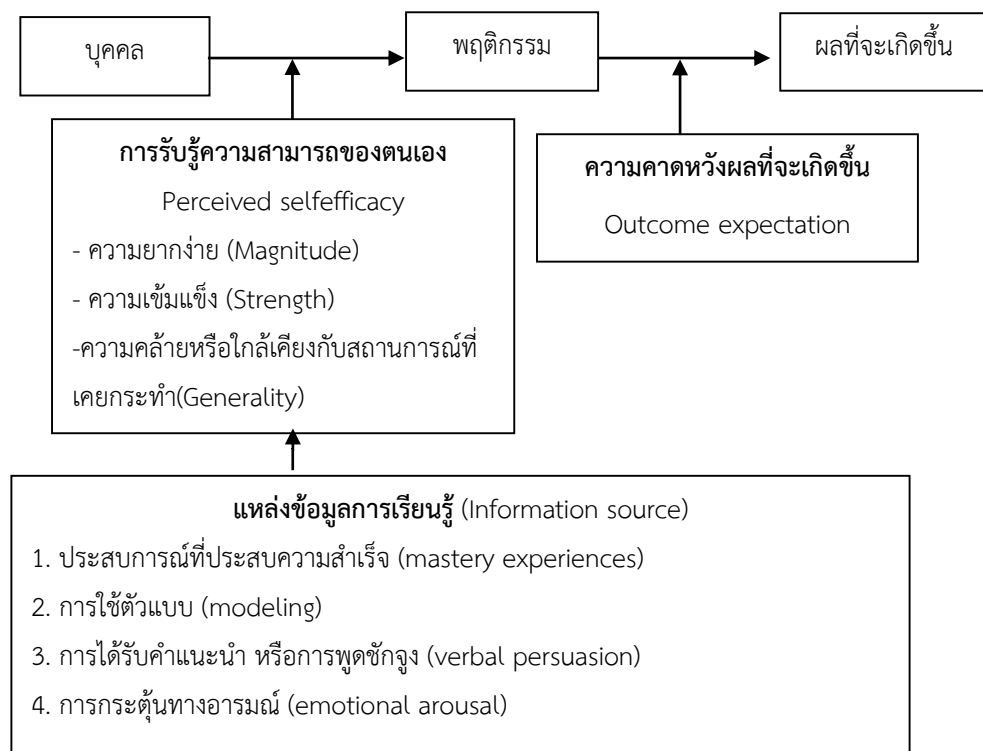 บุคคล
พฤติกรรม
ผลที่จะเกิดขึ้น
การรับรู้ความสามารถของตนเอง
Perceived selfefficacy
- ความยากง่าย (Magnitude)
- ความเข้มแข็ง (Strength)
-ความคล้ายหรือใกล้เคียงกับสถานการณ์ที่
เคยกระทำ(Generality)
ความคาดหวังผลที่จะเกิดขึ้น
Outcome expectation
แหล่งข้อมูลการเรียนรู้ (Information source)
1. ประสบการณ์ที่ประสบความสำเร็จ (mastery experiences)
2. การใช้ตัวแบบ (modeling)
3. การได้รับคำแนะนำ หรือการพูดชักจูง (verbal persuasion)
4. การกระตุ้นทางอารมณ์ (emotional arousal)